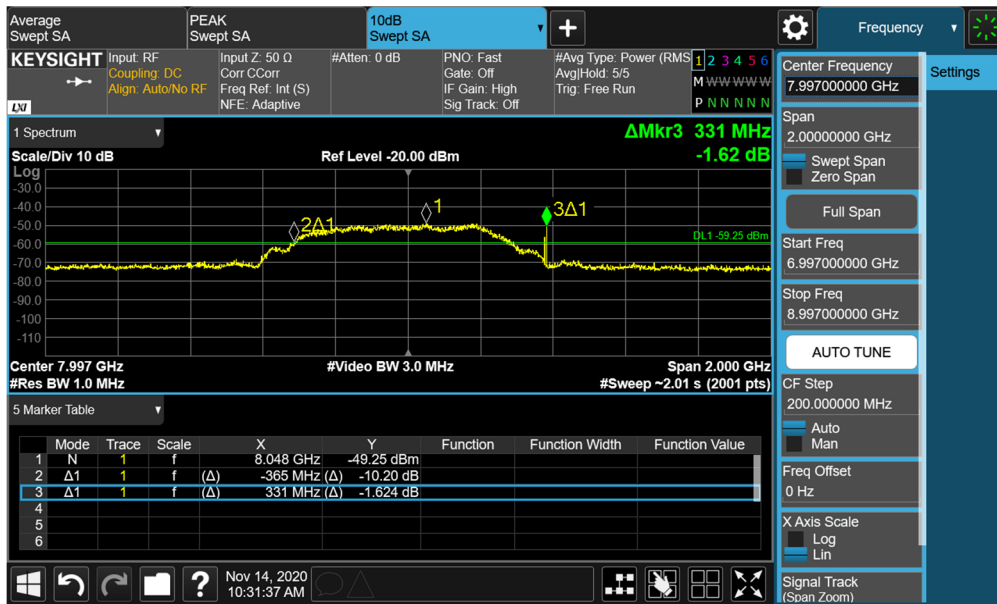 Average
Swept SA
PEAK
Swept SA
10dB
Swept SA
Frequency
KEYSIGHT
LXI
Input: RF
Coupling: DC
Align: Auto/No RF
Input Z: 50 Ω
Corr CCorr
Freq Ref: Int (S)
NFE: Adaptive
#Atten: 0 dB
PNO: Fast
Gate: Off
IF Gain: High
Sig Track: Off
#Avg Type: Power (RMS
Avg|Hold: 5/5
Trig: Free Run
1 2 3 4 5 6
M W W W W W
P N N N N N
1 Spectrum
Scale/Div 10 dB
Ref Level -20.00 dBm
ΔMkr3 331 MHz
-1.62 dB
Log
-30.0
-40.0
-50.0
-60.0
-70.0
-80.0
-90.0
-100
-110
2Δ1
1
3Δ1
DL1 -59.25 dBm
Center 7.997 GHz
#Video BW 3.0 MHz
Span 2.000 GHz
#Res BW 1.0 MHz
#Sweep ~2.01 s (2001 pts)
5 Marker Table
Mode Trace Scale X Y Function Function Width Function Value
1 N 1 f 8.048 GHz -49.25 dBm
2 Δ1 1 f (Δ) -365 MHz (Δ) -10.20 dB
3 Δ1 1 f (Δ) 331 MHz (Δ) -1.624 dB
4
5
6
Nov 14, 2020
10:31:37 AM
Center Frequency
7.997000000 GHz
Settings
Span
2.00000000 GHz
Swept Span
Zero Span
Full Span
Start Freq
6.997000000 GHz
Stop Freq
8.997000000 GHz
AUTO TUNE
CF Step
200.000000 MHz
Auto
Man
Freq Offset
0 Hz
X Axis Scale
Log
Lin
Signal Track
(Span Zoom)